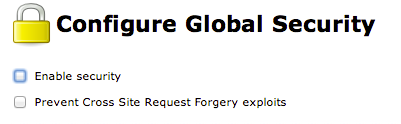 Configure Global Security
Enable security
Prevent Cross Site Request Forgery exploits